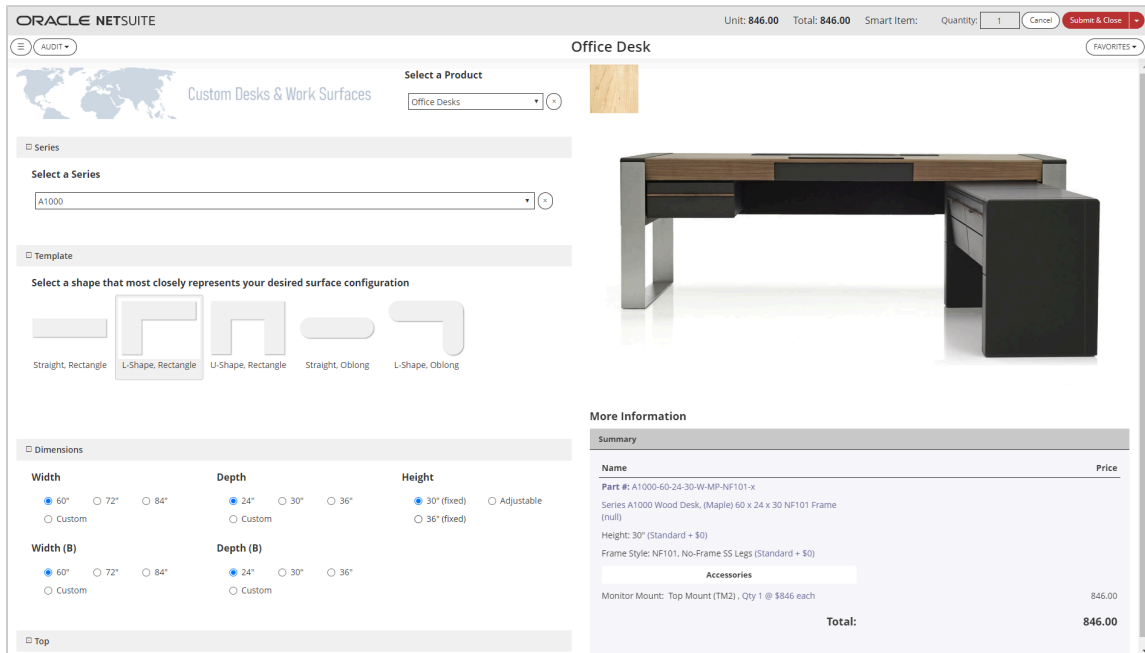 ORACLE NETSUITE
Unit: 846.00 Total: 846.00 Smart Item: Quantity: 1 Cancel Submit & Close
AUDIT
Office Desk
FAVORITES
Custom Desks & Work Surfaces
Select a Product
Office Desks
Series
Select a Series
A1000
Template
Select a shape that most closely represents your desired surface configuration
Straight, Rectangle L-Shape, Rectangle U-Shape, Rectangle Straight, Oblong L-Shape, Oblong
Dimensions
Width
60" 72" 84"
Custom
Depth
24" 30" 36"
Custom
Height
30" (fixed) Adjustable
36" (fixed)
Width (B)
60" 72" 84"
Custom
Depth (B)
24" 30" 36"
Custom
Top
More Information
Summary
Name Price
Part #: A1000-60-24-30-W-MP-NF101-x
Series A1000 Wood Desk, (Maple) 60 x 24 x 30 NF101 Frame
(null)
Height: 30" (Standard + $0)
Frame Style: NF101, No-Frame SS Legs (Standard + $0)
Accessories
Monitor Mount: Top Mount (TM2) , Qty 1 @ $846 each 846.00
Total: 846.00